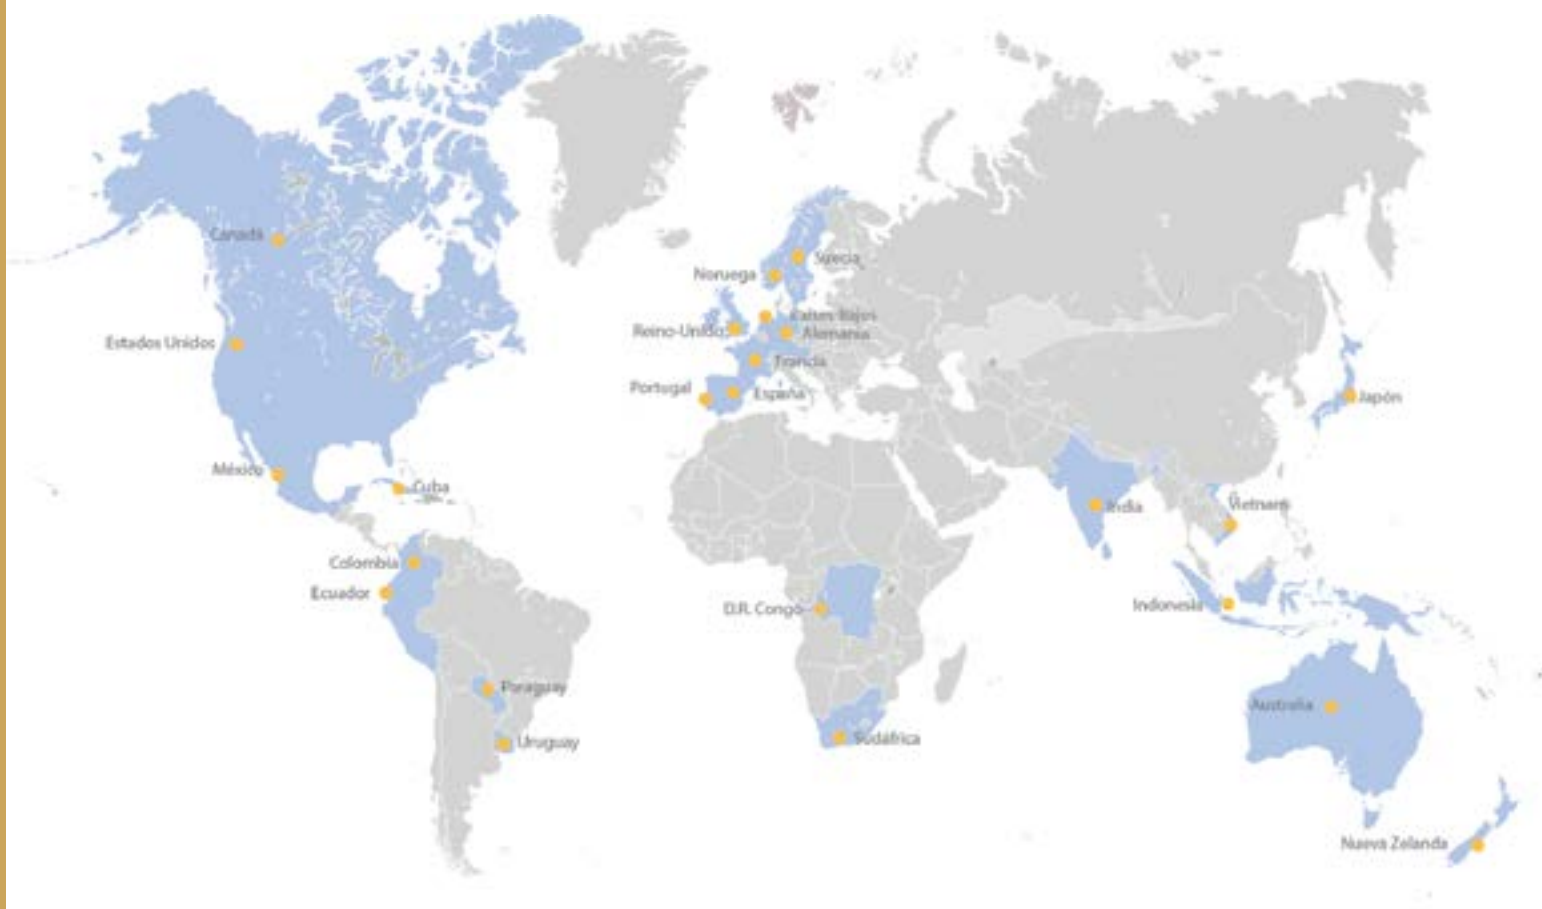 Canadá
Suecia
Noruega
Países Bajos
Reino-Unido
Alemania
Estados Unidos
Francia
Portugal
España
Japón
México
Cuba
India
Vietnam
Colombia
Ecuador
Indonesia
D.R. Congo
Paraguay
Australia
Uruguay
Sudáfrica
Nueva Zelanda